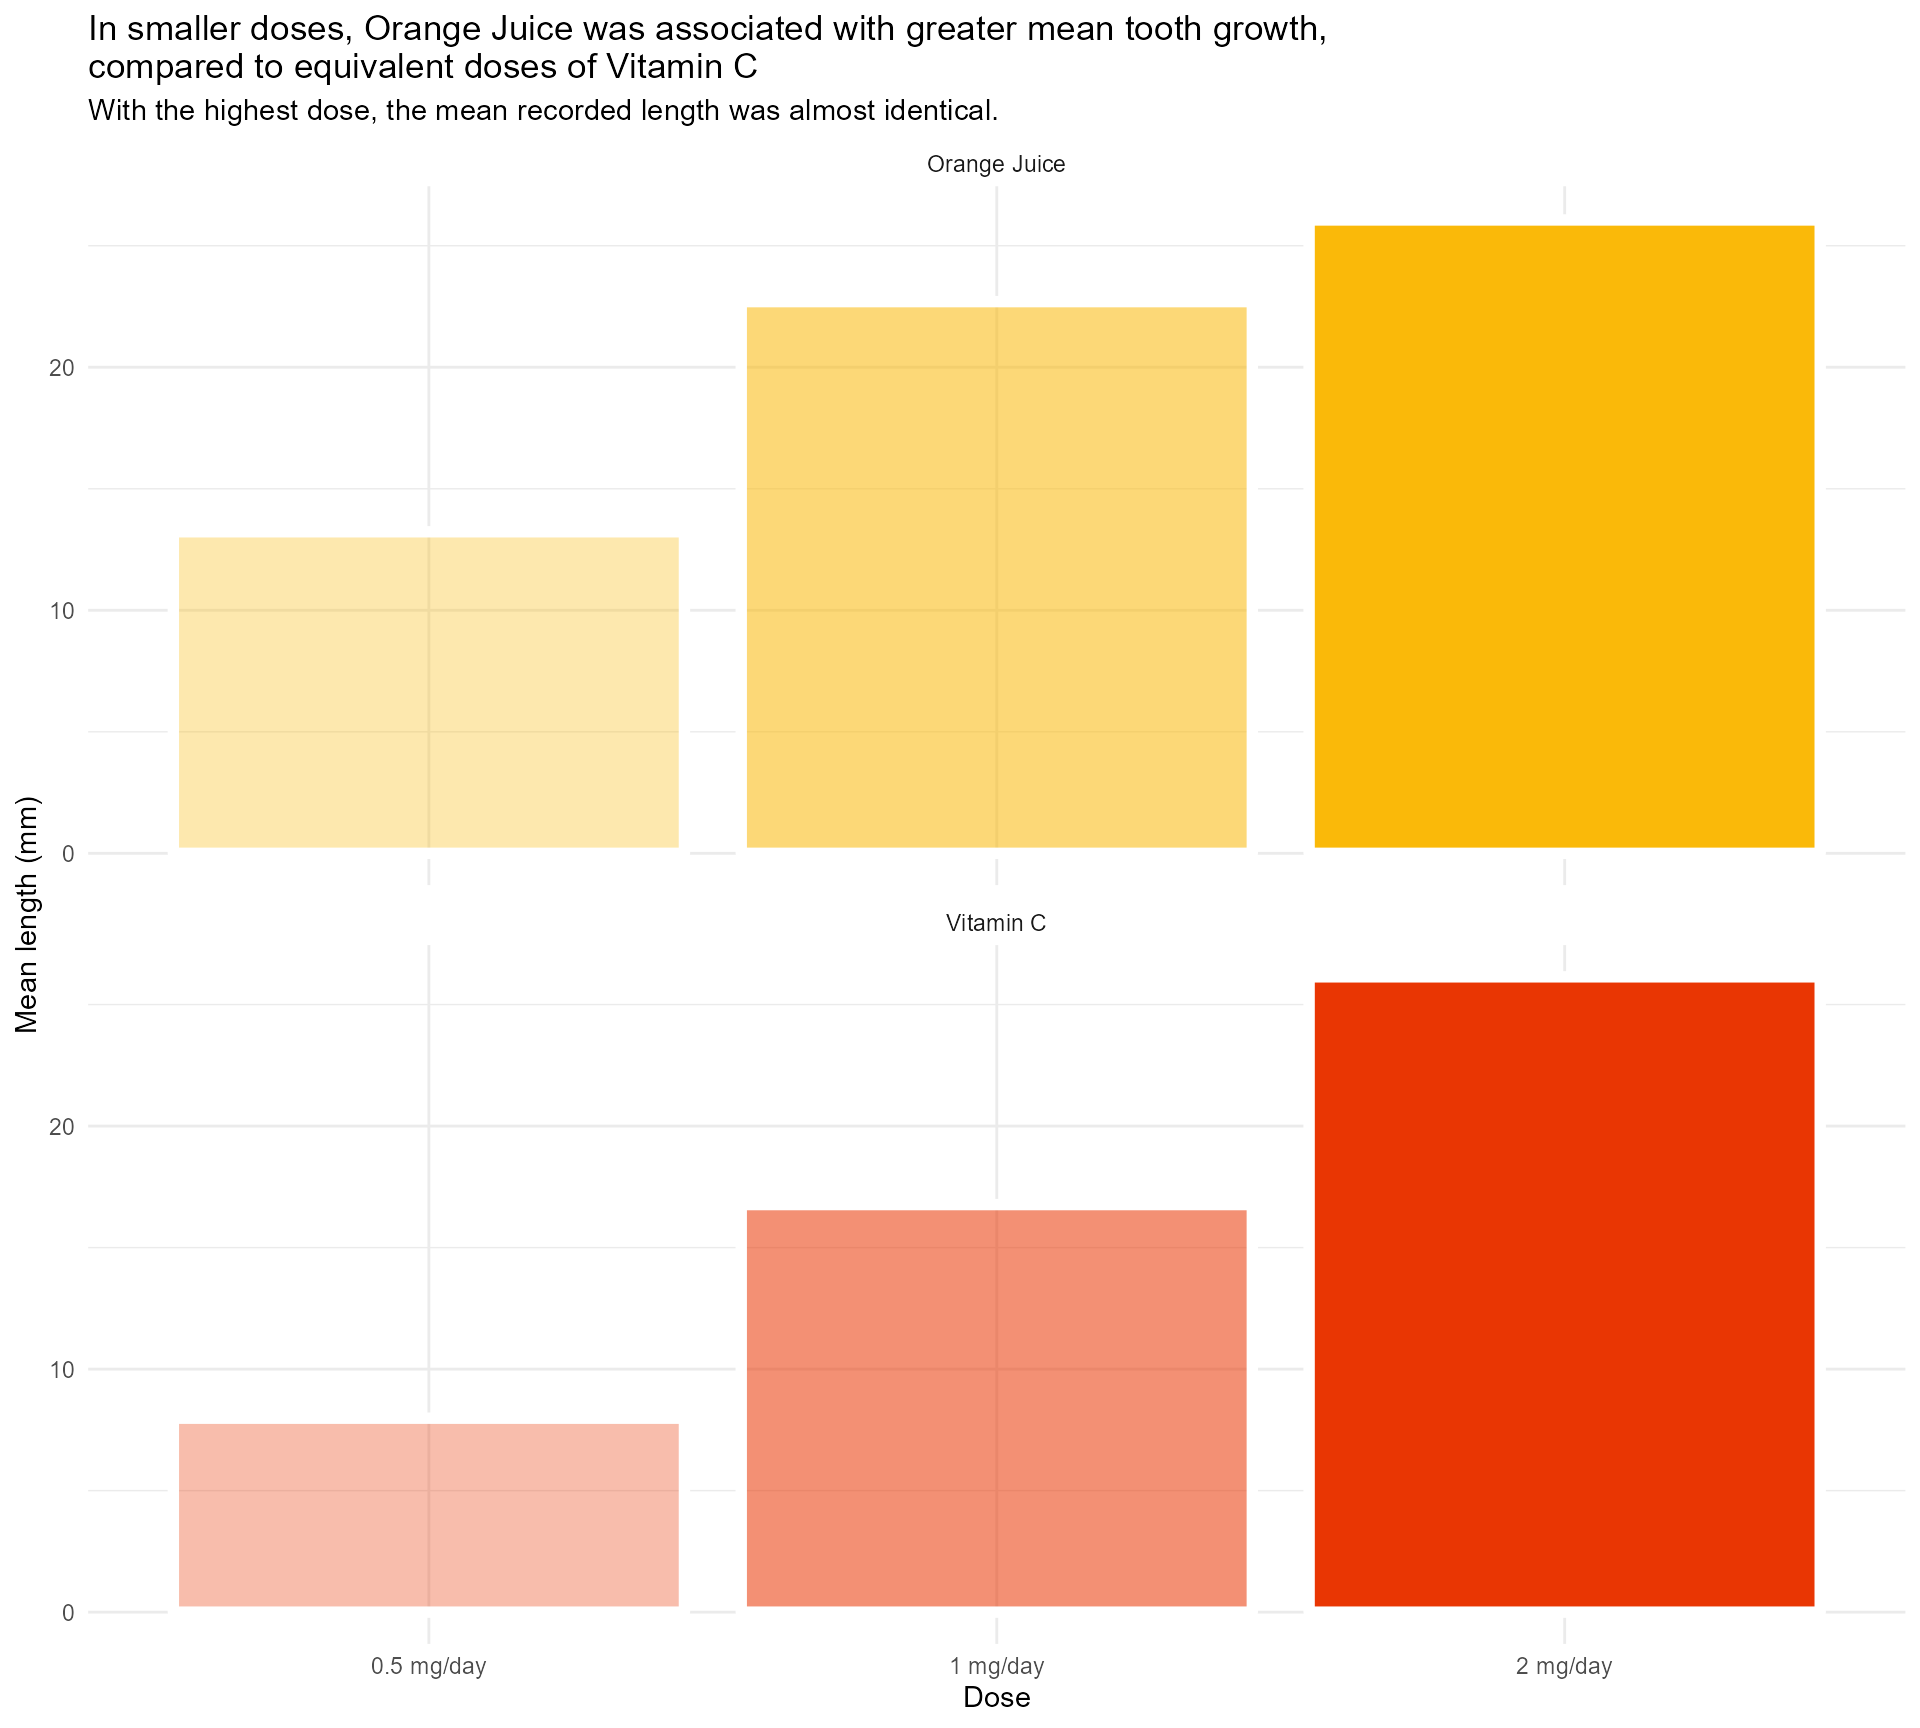 In smaller doses, Orange Juice was associated with greater mean tooth growth,
compared to equivalent doses of Vitamin C
With the highest dose, the mean recorded length was almost identical.
Orange Juice
20
10
0
Mean length (mm)
Vitamin C
20
10
0
0.5 mg/day
1 mg/day
2 mg/day
Dose